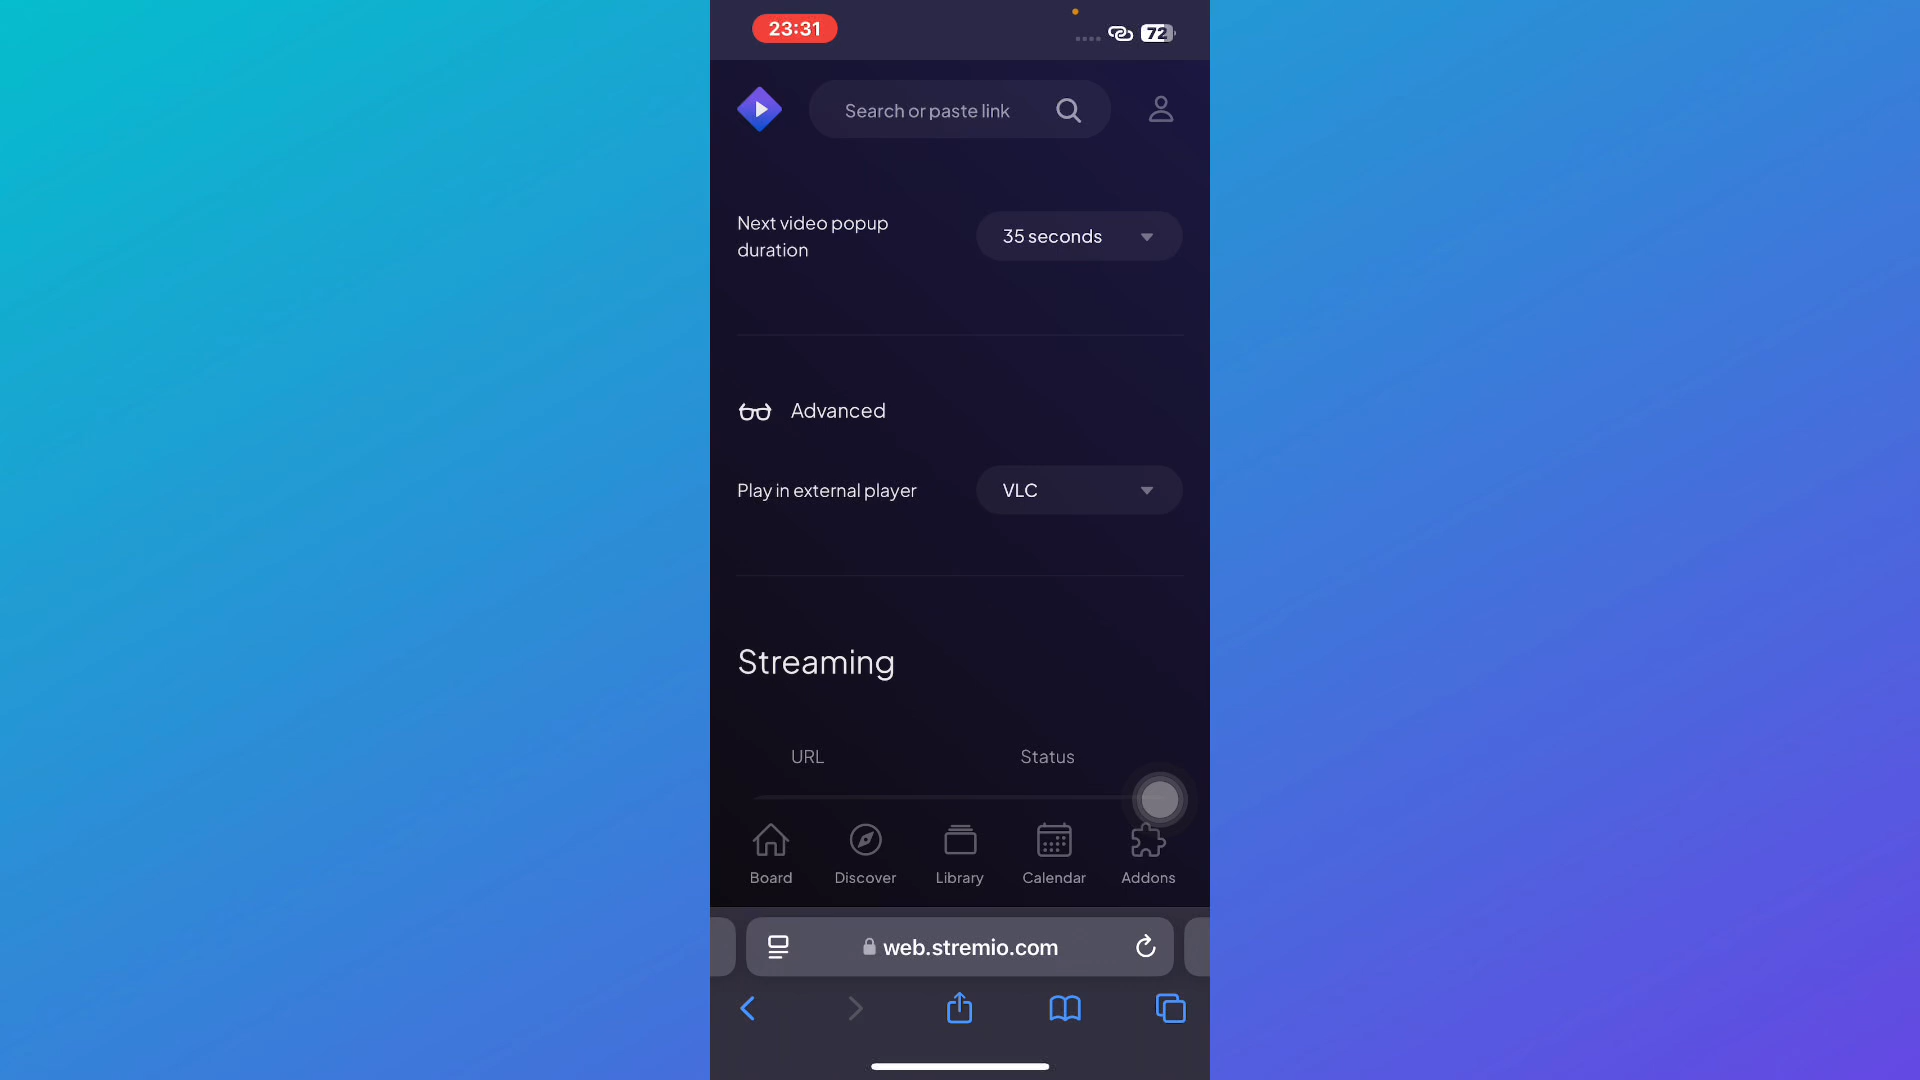 23:31
72
Search or paste link
Next video popup
duration
35 seconds
Advanced
Play in external player
VLC
Streaming
URL
Status
Board
Discover
Library
Calendar
Addons
web.stremio.com